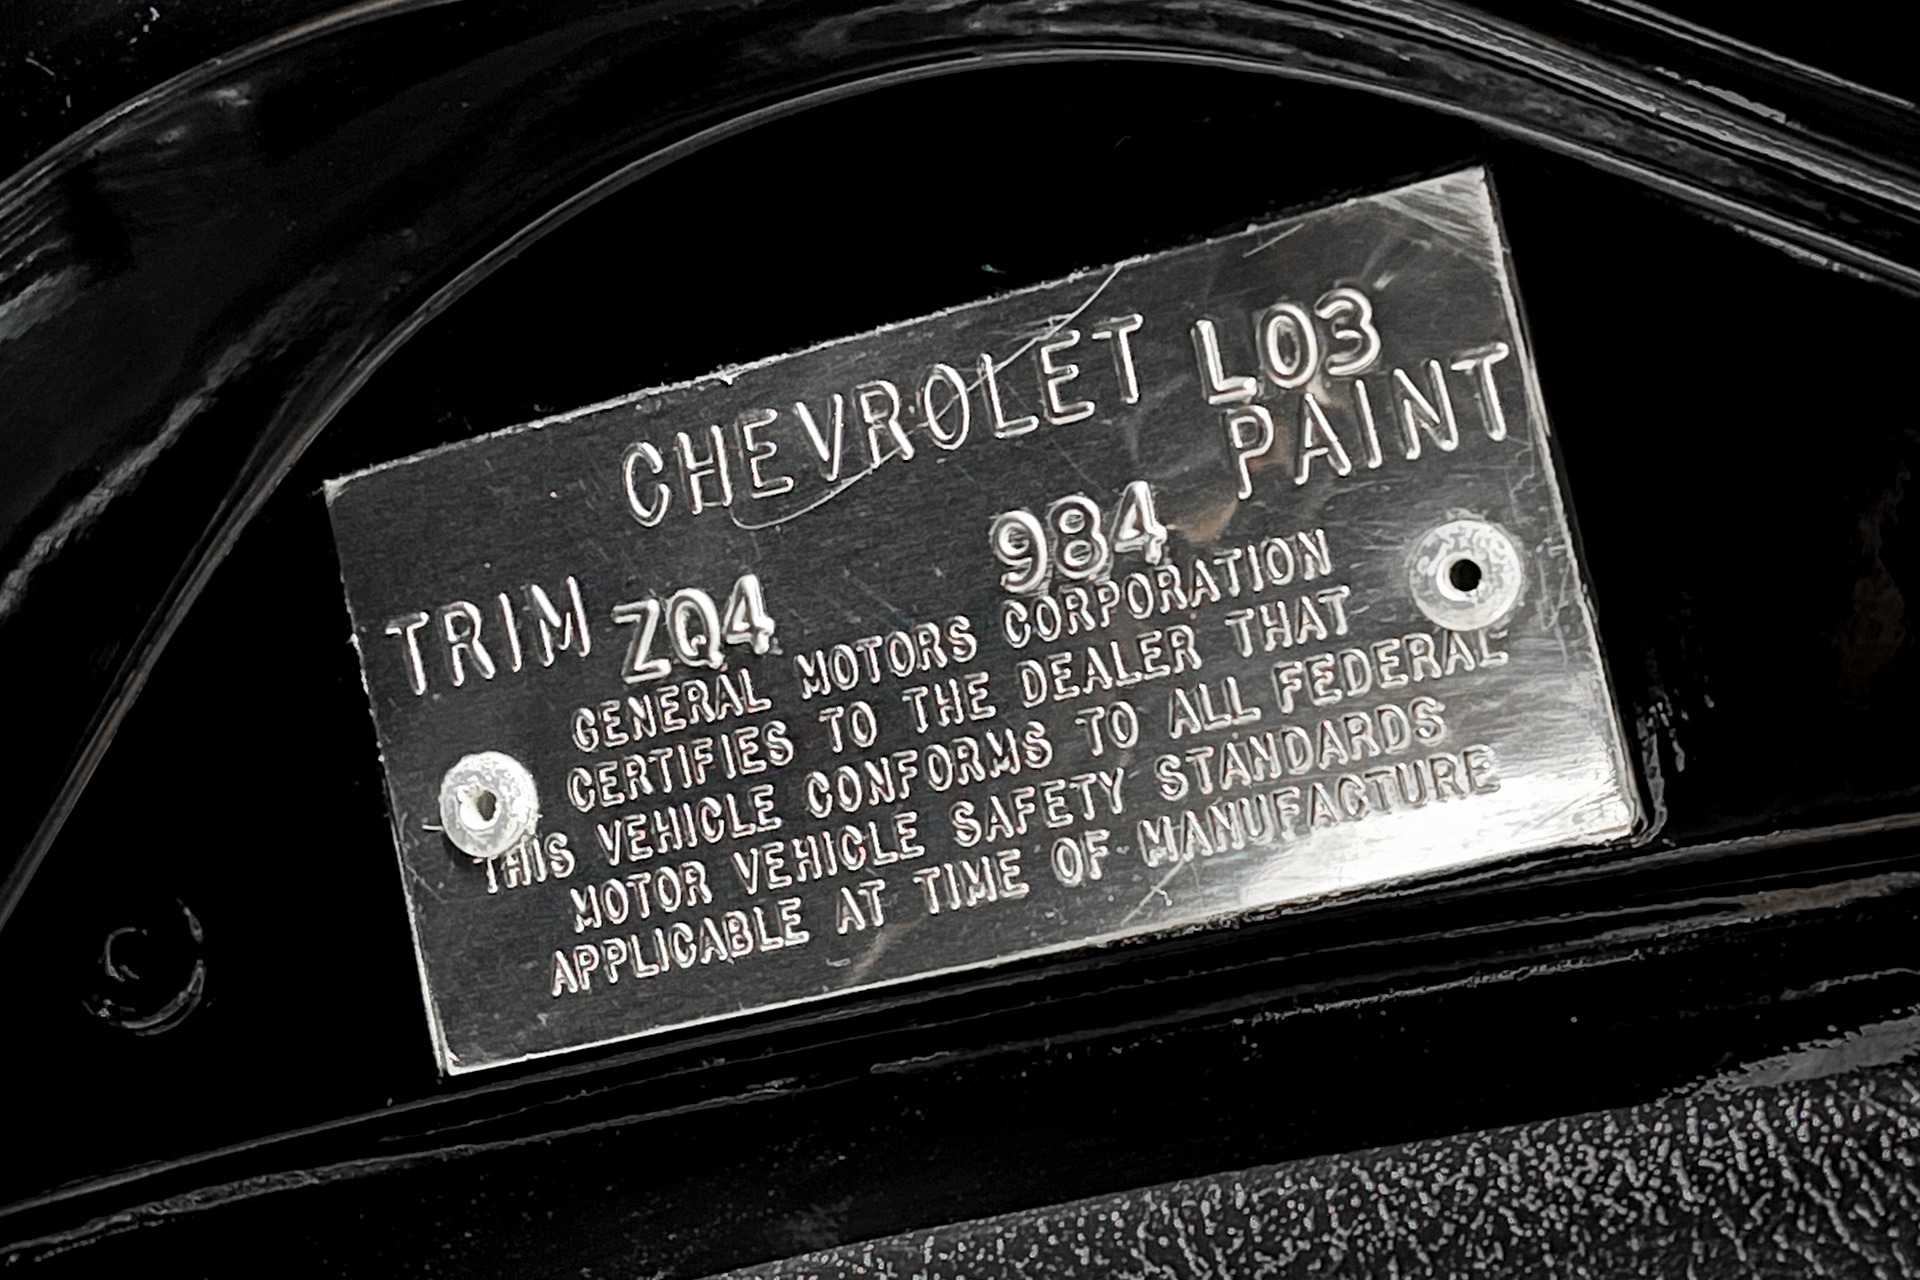 CHEVROLET L03
PAINT
TRIM ZQ4 984
GENERAL MOTORS CORPORATION
CERTIFIES TO THE DEALER THAT
THIS VEHICLE CONFORMS TO ALL FEDERAL
MOTOR VEHICLE SAFETY STANDARDS
APPLICABLE AT TIME OF MANUFACTURE